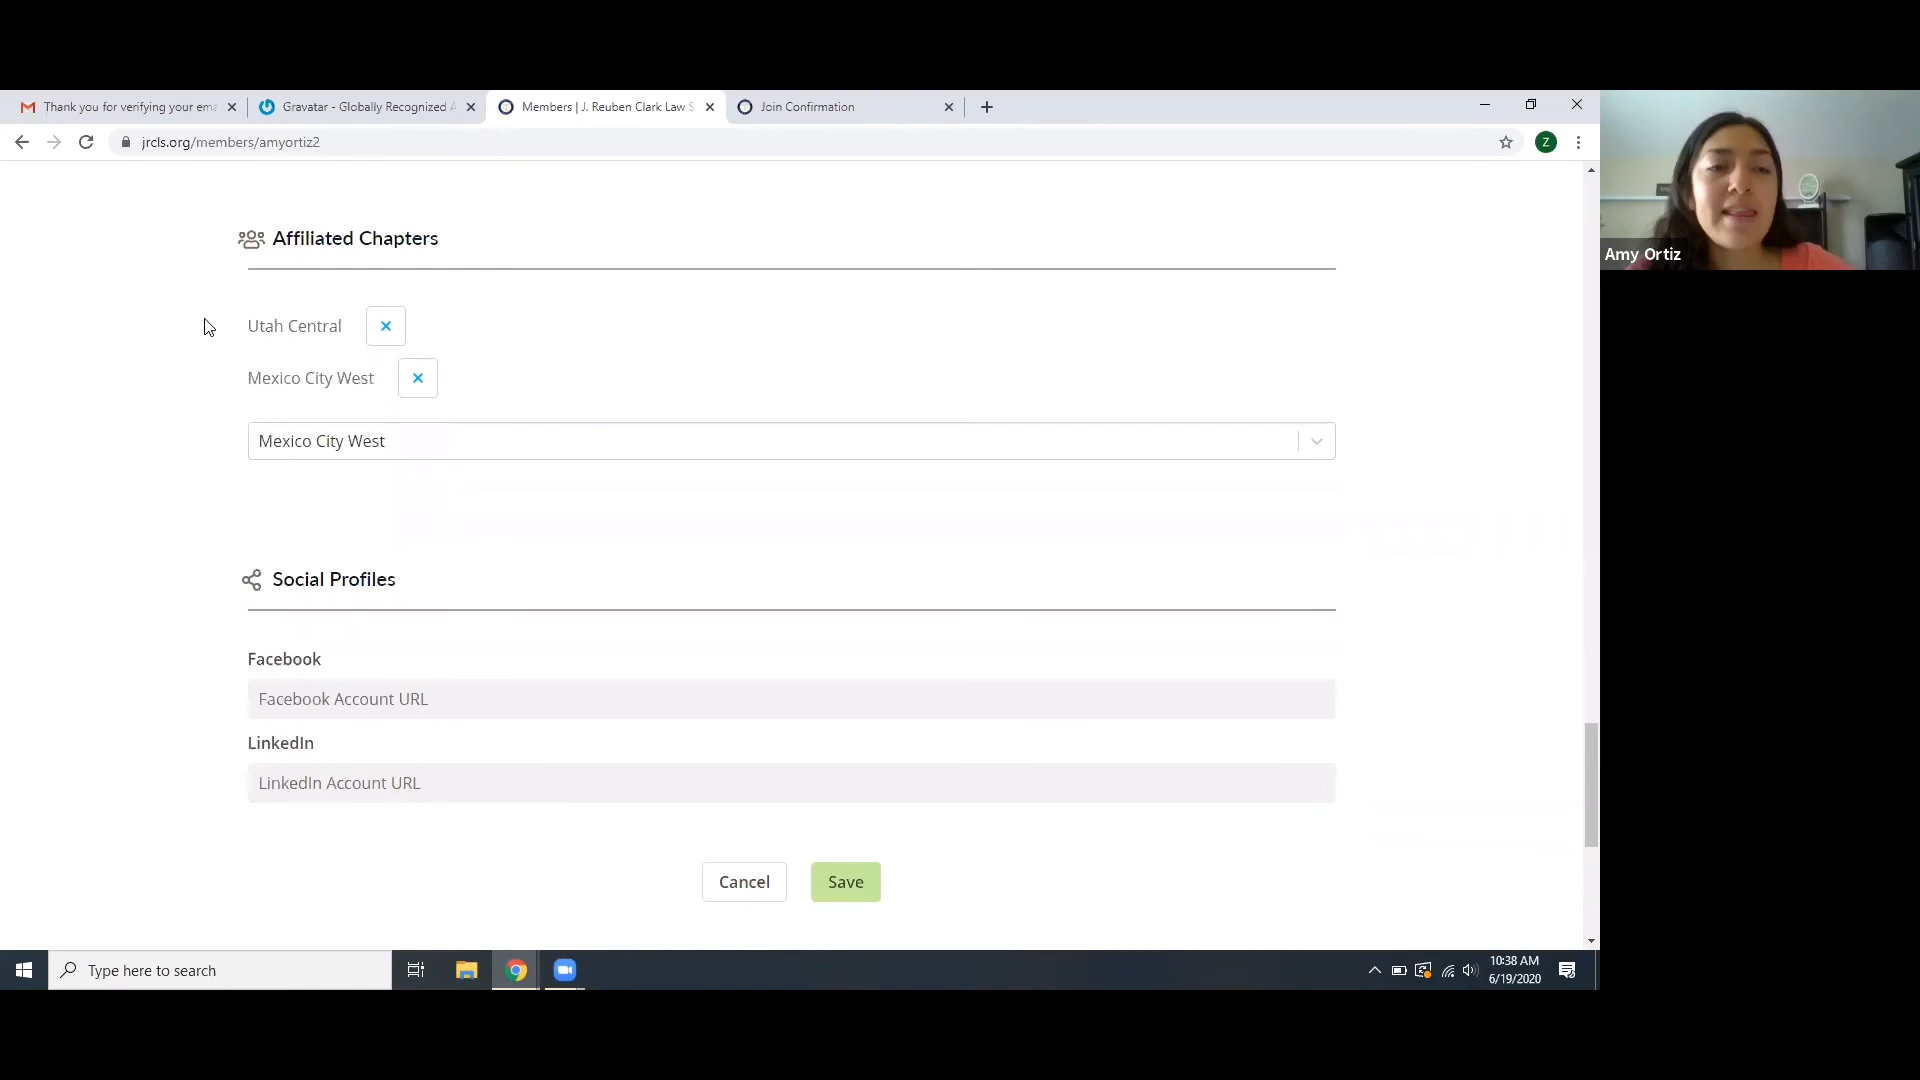 Thank you for verifying your ema
Gravatar - Globally Recognized A
Members | J. Reuben Clark Law S
Join Confirmation
jrcls.org/members/amyortiz2
Z
Amy Ortiz
Affiliated Chapters
Utah Central
Mexico City West
Mexico City West
Social Profiles
Facebook
Facebook Account URL
LinkedIn
LinkedIn Account URL
Cancel
Save
Type here to search
10:38 AM
6/19/2020